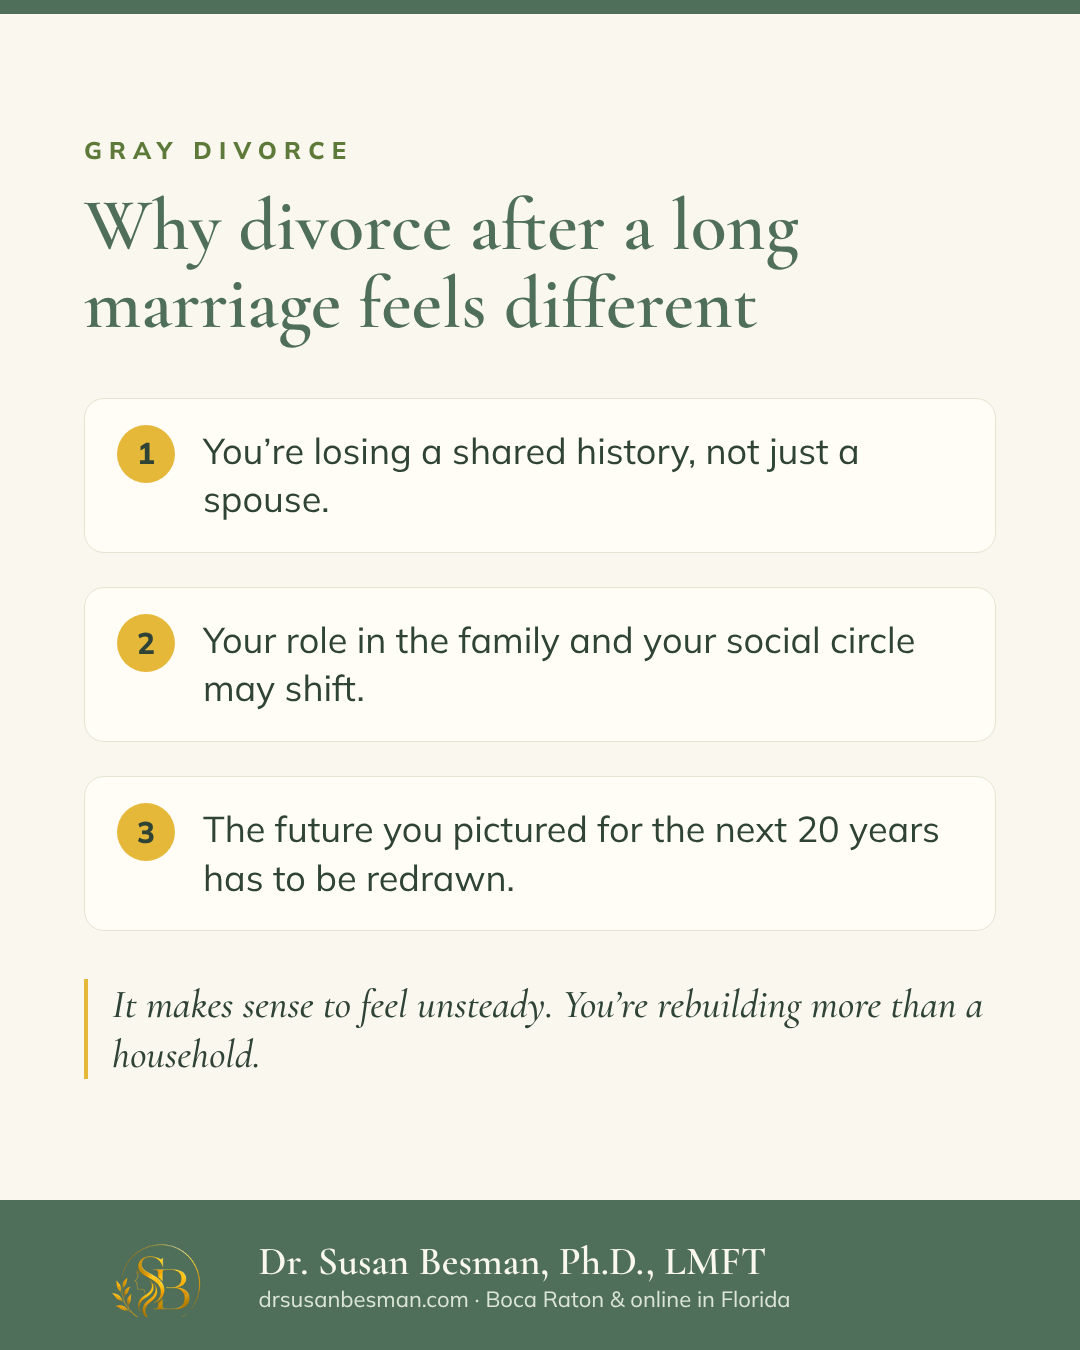 GRAY DIVORCE
Why divorce after a long
marriage feels different
1 You’re losing a shared history, not just a
spouse.
2 Your role in the family and your social circle
may shift.
3 The future you pictured for the next 20 years
has to be redrawn.
It makes sense to feel unsteady. You’re rebuilding more than a
household.
SB
Dr. Susan Besman, Ph.D., LMFT
drsusanbesman.com · Boca Raton & online in Florida